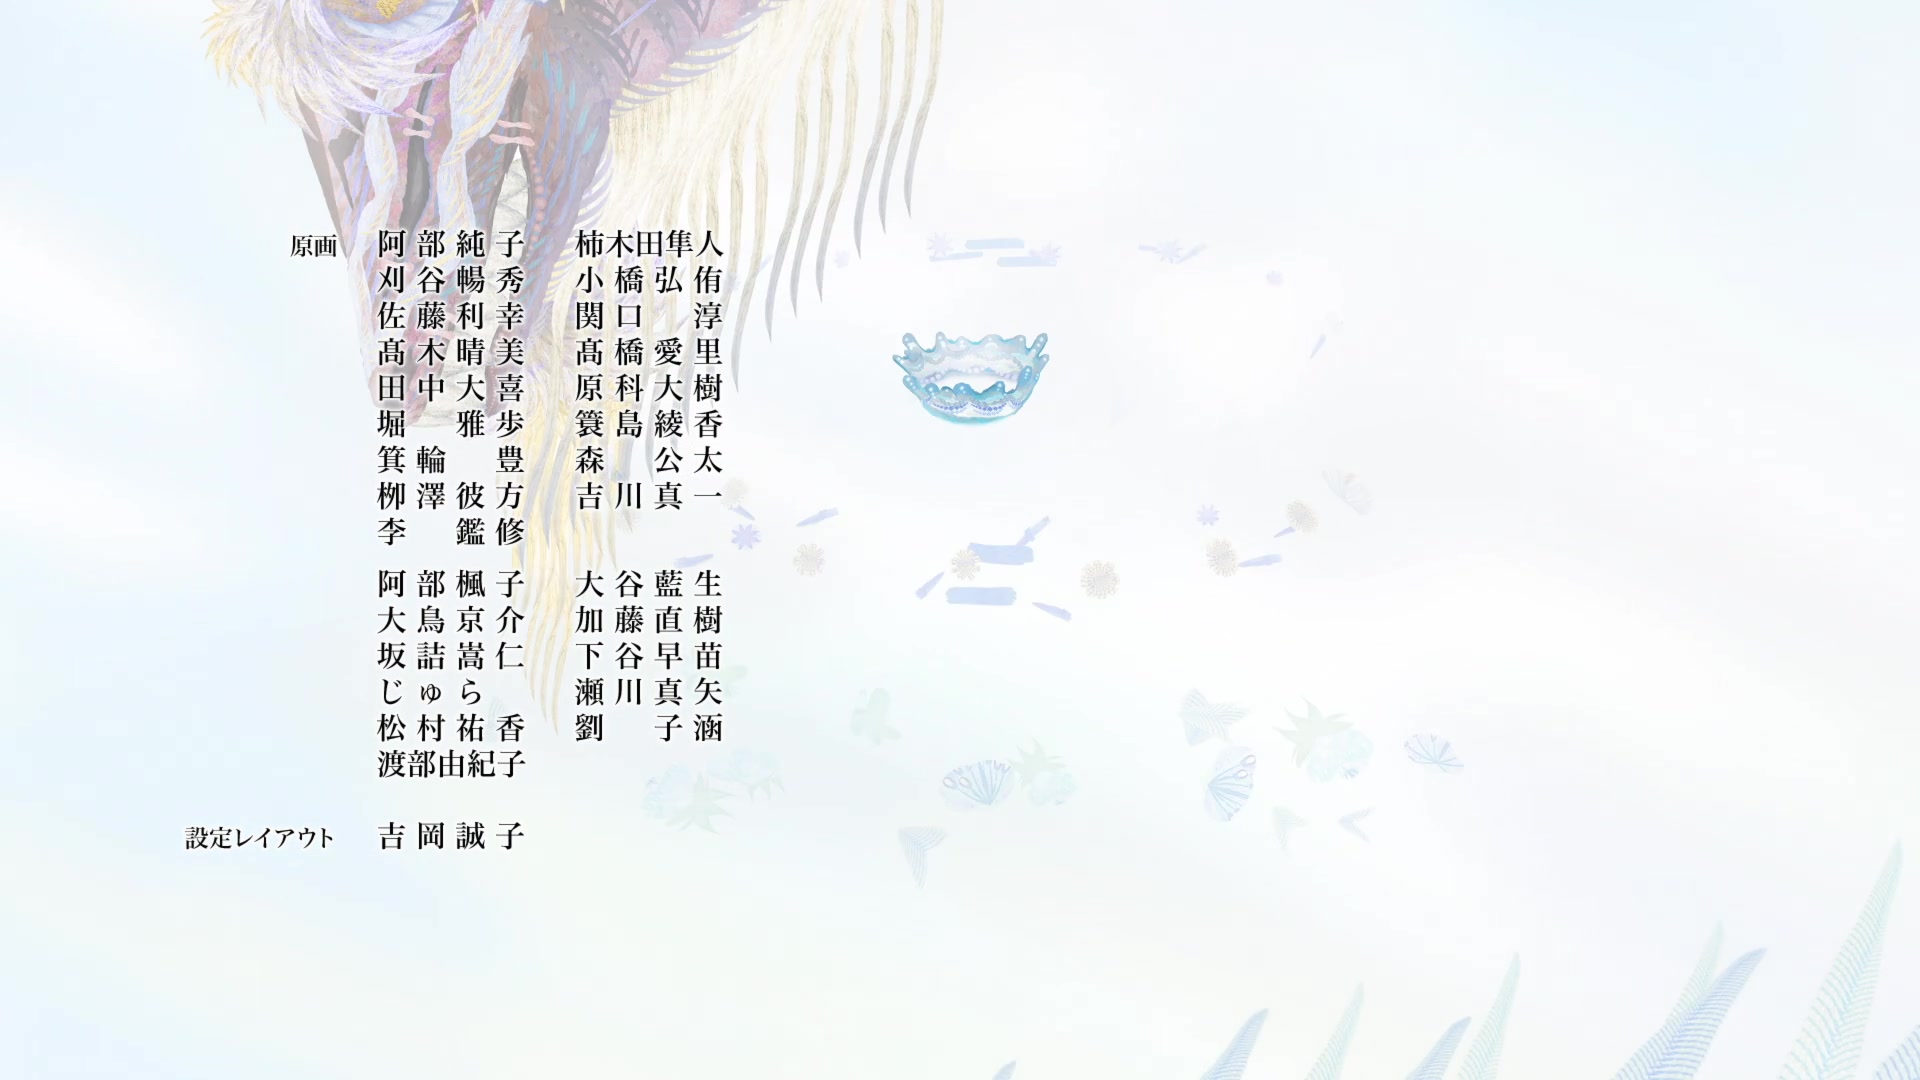 原画 阿部純子 柿木田隼人
刈谷暢秀 小橋弘侑
佐藤利幸 関口 淳
髙木晴美 髙橋愛里
田中大喜 原科大樹
堀 雅歩 簑島綾香
箕輪 豊 森 公太
栁澤彼方 吉川真一
李 鑑修
阿部楓子 大谷藍生
大鳥京介 加藤直樹
坂詰嵩仁 下谷早苗
じゅら 瀬川真矢
松村祐香 劉 子涵
渡部由紀子
設定レイアウト 吉岡誠子